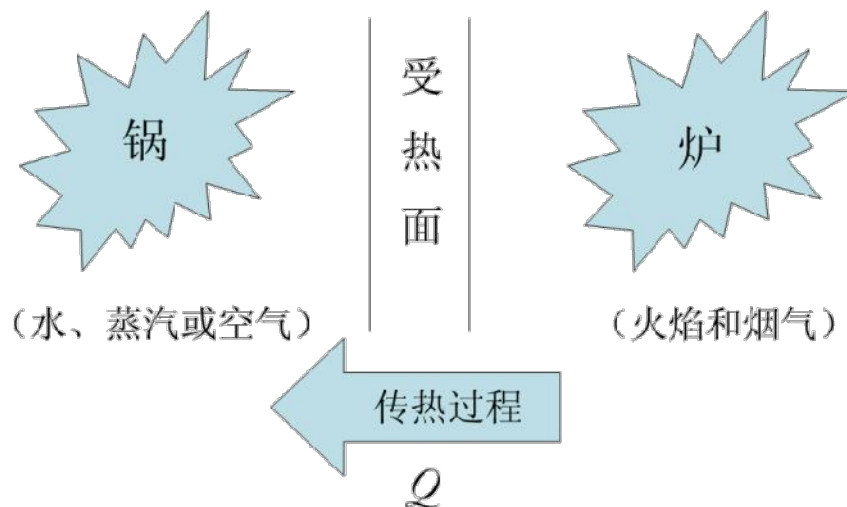 锅
受热面
炉
（水、蒸汽或空气）
（火焰和烟气）
传热过程
Q